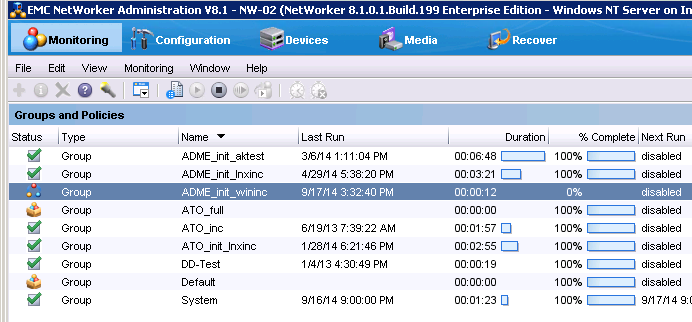 EMC NetWorker Administration V8.1 - NW-02 (NetWorker 8.1.0.1.Build.199 Enterprise Edition - Windows NT Server on In
Monitoring Configuration Devices Media Recover
File Edit View Monitoring Window Help
Groups and Policies
Status Type Name Last Run Duration % Complete Next Run
Group ADME_init_aktest 3/6/14 1:11:04 PM 00:06:48 100% disabled
Group ADME_init_lnxinc 4/29/14 5:38:20 PM 00:03:21 100% disabled
Group ADME_init_wininc 9/17/14 3:32:40 PM 00:00:12 0% disabled
Group ATO_full 00:00:00 100% disabled
Group ATO_inc 6/19/13 7:39:22 AM 00:01:57 100% disabled
Group ATO_init_lnxinc 1/28/14 6:21:46 PM 00:02:55 100% disabled
Group DD-Test 1/4/13 4:30:49 PM 00:00:19 100% disabled
Group Default 00:00:00 100% disabled
Group System 9/16/14 9:00:00 PM 00:01:23 100% 9/17/14 9:0